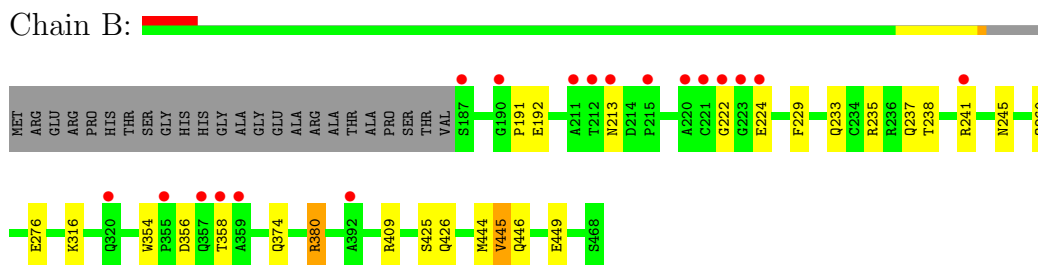 Chain B:
MET ARG GLU ARG PRO HIS THR SER GLY HIS HIS GLY ALA GLY GLU ALA ARG ALA THR ALA PRO SER THR VAL S187 G190 P191 E192 A211 T212 N213 D214 P215 A220 C221 G222 G223 E224 F229 Q233 C234 R235 R236 Q237 T238 R241 N245
E276 K316 Q320 W354 P355 D356 Q357 T358 A359 Q374 R380 A392 R409 S425 Q426 M444 V445 Q446 E449 S468